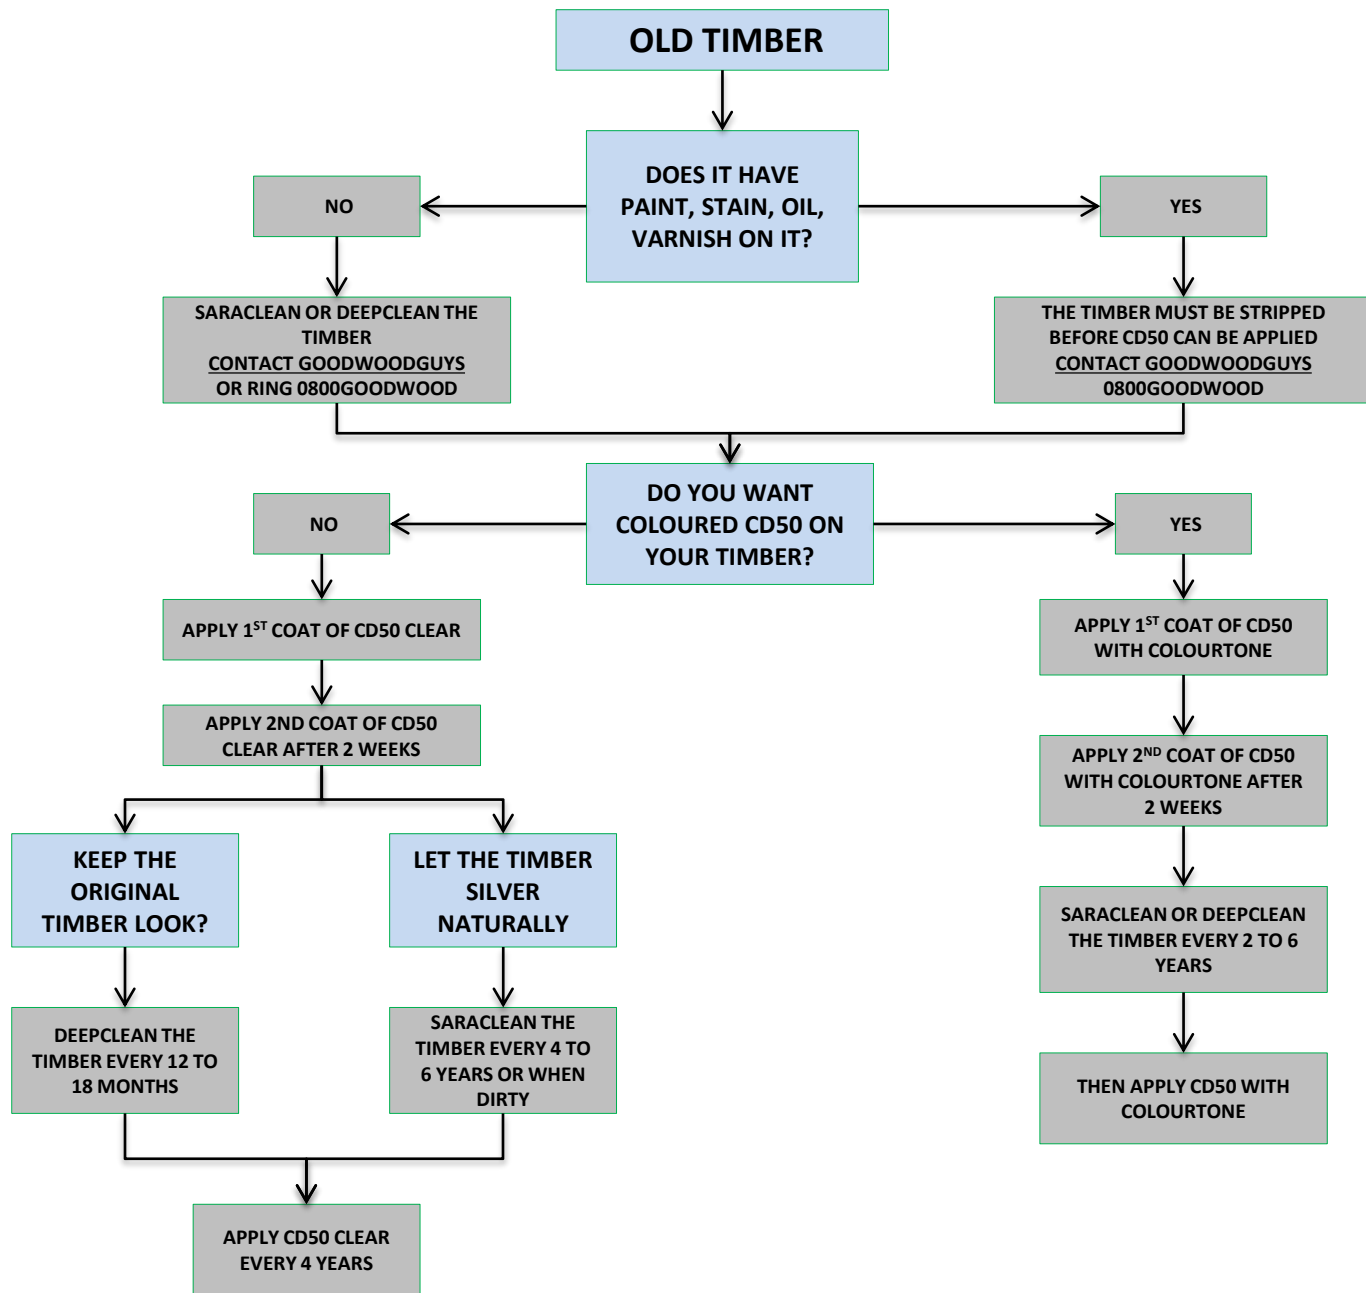 OLD TIMBER
DOES IT HAVE
PAINT, STAIN, OIL,
VARNISH ON IT?
NO
YES
SARACLEAN OR DEEPCLEAN THE
TIMBER
CONTACT GOODWOODGUYS
OR RING 0800GOODWOOD
THE TIMBER MUST BE STRIPPED
BEFORE CD50 CAN BE APPLIED
CONTACT GOODWOODGUYS
0800GOODWOOD
DO YOU WANT
COLOURED CD50 ON
YOUR TIMBER?
NO
YES
APPLY 1ST COAT OF CD50 CLEAR
APPLY 2ND COAT OF CD50
CLEAR AFTER 2 WEEKS
APPLY 1ST COAT OF CD50
WITH COLOURTONE
APPLY 2ND COAT OF CD50
WITH COLOURTONE AFTER
2 WEEKS
KEEP THE
ORIGINAL
TIMBER LOOK?
LET THE TIMBER
SILVER
NATURALLY
SARACLEAN OR DEEPCLEAN
THE TIMBER EVERY 2 TO 6
YEARS
DEEPCLEAN THE
TIMBER EVERY 12 TO
18 MONTHS
SARACLEAN THE
TIMBER EVERY 4 TO
6 YEARS OR WHEN
DIRTY
THEN APPLY CD50 WITH
COLOURTONE
APPLY CD50 CLEAR
EVERY 4 YEARS